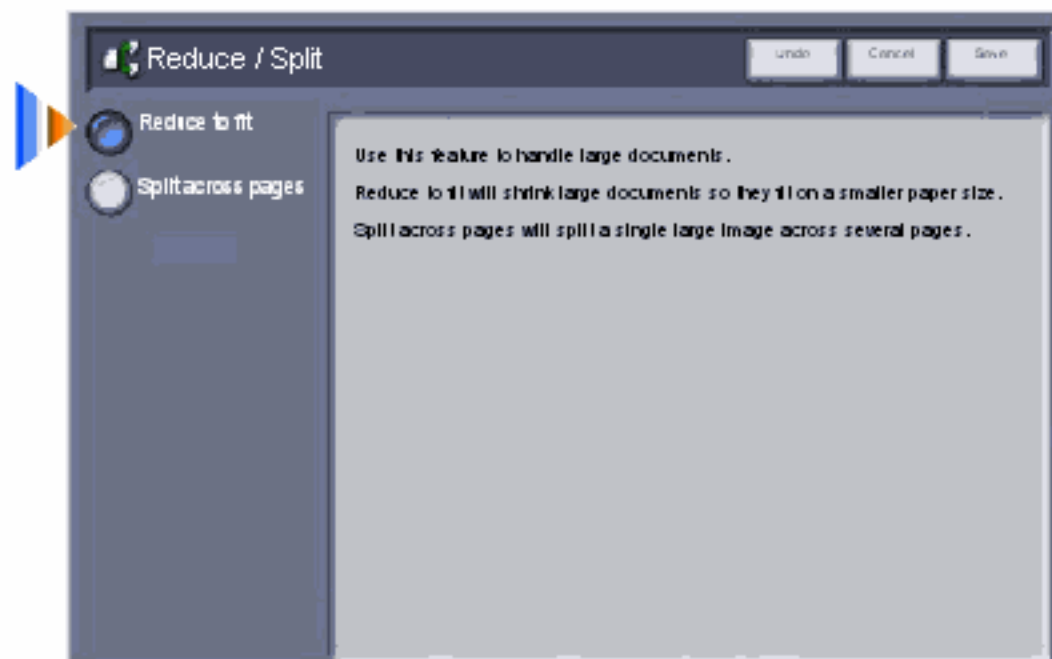 Reduce / Split
Undo Cancel Save
Reduce to fit
Split across pages
Use this feature to handle large documents.
Reduce to fit will shrink large documents so they fit on a smaller paper size.
Split across pages will split a single large image across several pages.